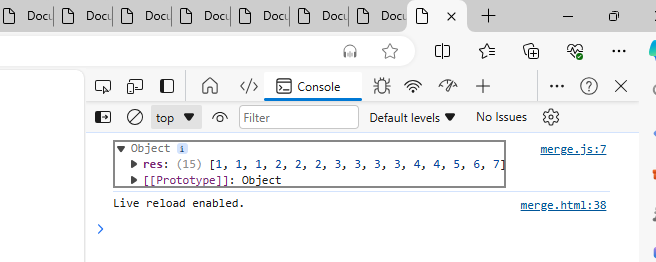 Docu Docu Docu Docu Docu Docu Docu
Console
top Filter Default levels No Issues
Object i merge.js:7
res: (15) [1, 1, 1, 2, 2, 2, 3, 3, 3, 3, 4, 4, 5, 6, 7]
[[Prototype]]: Object
Live reload enabled. merge.html:38